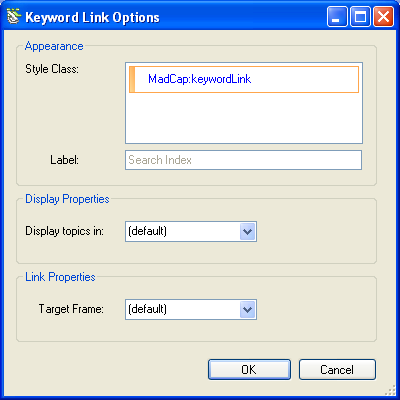 Keyword Link Options
Appearance
Style Class:
MadCap:keywordLink
Label:
Search Index
Display Properties
Display topics in:
(default)
Link Properties
Target Frame:
(default)
OK
Cancel